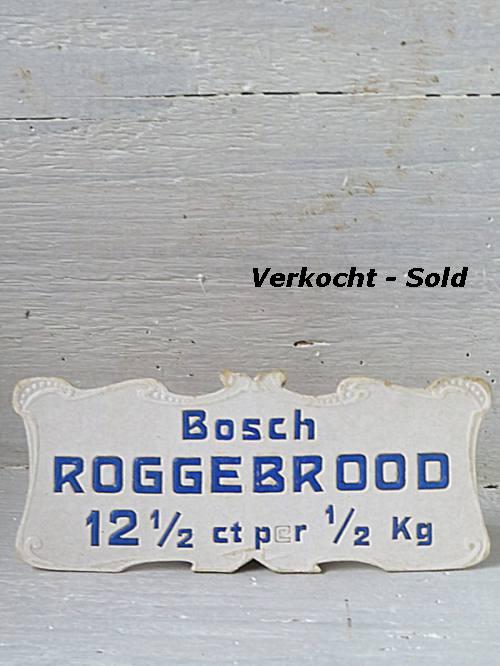 Verkocht - Sold
Bosch
ROGGEBROOD
12 ½ ct per ½ Kg